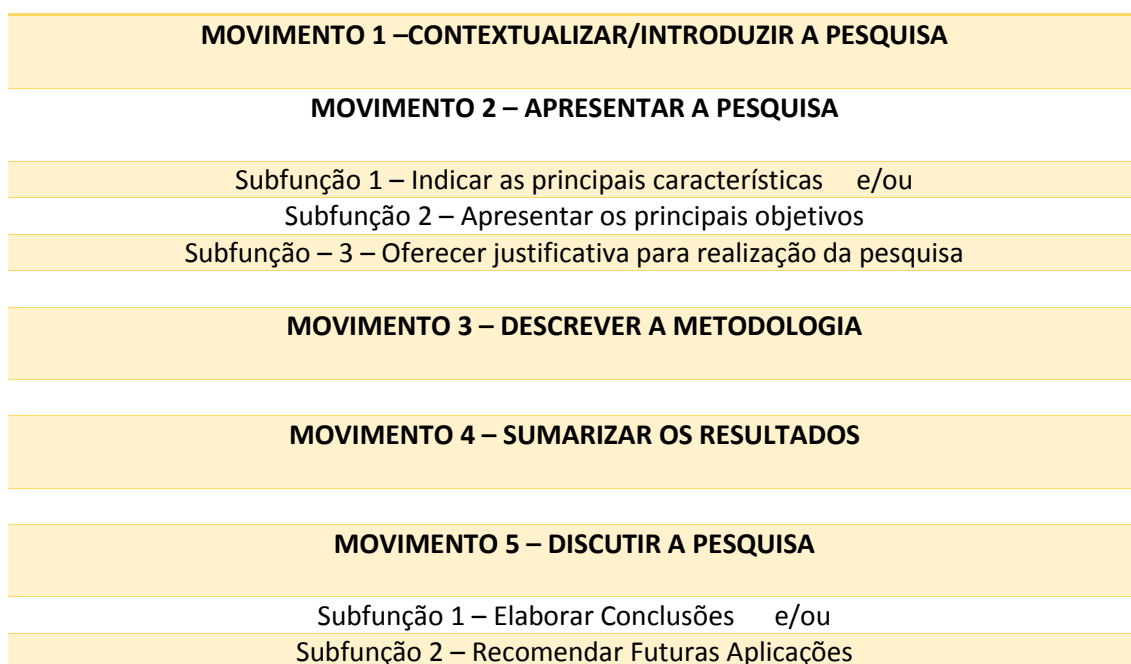 MOVIMENTO 1 –CONTEXTUALIZAR/INTRODUZIR A PESQUISA
MOVIMENTO 2 – APRESENTAR A PESQUISA
Subfunção 1 – Indicar as principais características e/ou
Subfunção 2 – Apresentar os principais objetivos
Subfunção – 3 – Oferecer justificativa para realização da pesquisa
MOVIMENTO 3 – DESCREVER A METODOLOGIA
MOVIMENTO 4 – SUMARIZAR OS RESULTADOS
MOVIMENTO 5 – DISCUTIR A PESQUISA
Subfunção 1 – Elaborar Conclusões e/ou
Subfunção 2 – Recomendar Futuras Aplicações